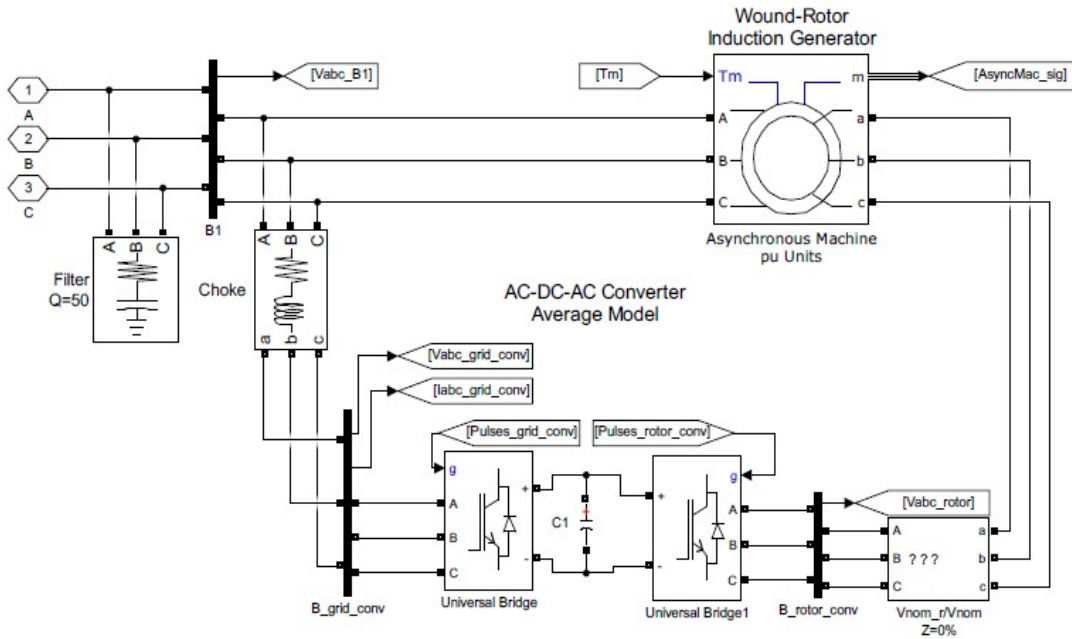 Wound-Rotor
Induction Generator
[Vabc_B1]
[Tm]
Tm
m
[AsyncMac_sig]
1
A
A
a
2
B
B
b
3
C
C
c
B1
Asynchronous Machine
pu Units
A B C
Filter
Q=50
A B C
Choke
a b c
AC-DC-AC Converter
Average Model
[Vabc_grid_conv]
[Iabc_grid_conv]
[Pulses_grid_conv]
[Pulses_rotor_conv]
g
A
B
C
+
-
Universal Bridge
B_grid_conv
C1
+
+
-
g
A
B
C
Universal Bridge1
[Vabc_rotor]
B_rotor_conv
A a
B ? ? ? b
C c
Vnom_r/Vnom
Z=0%